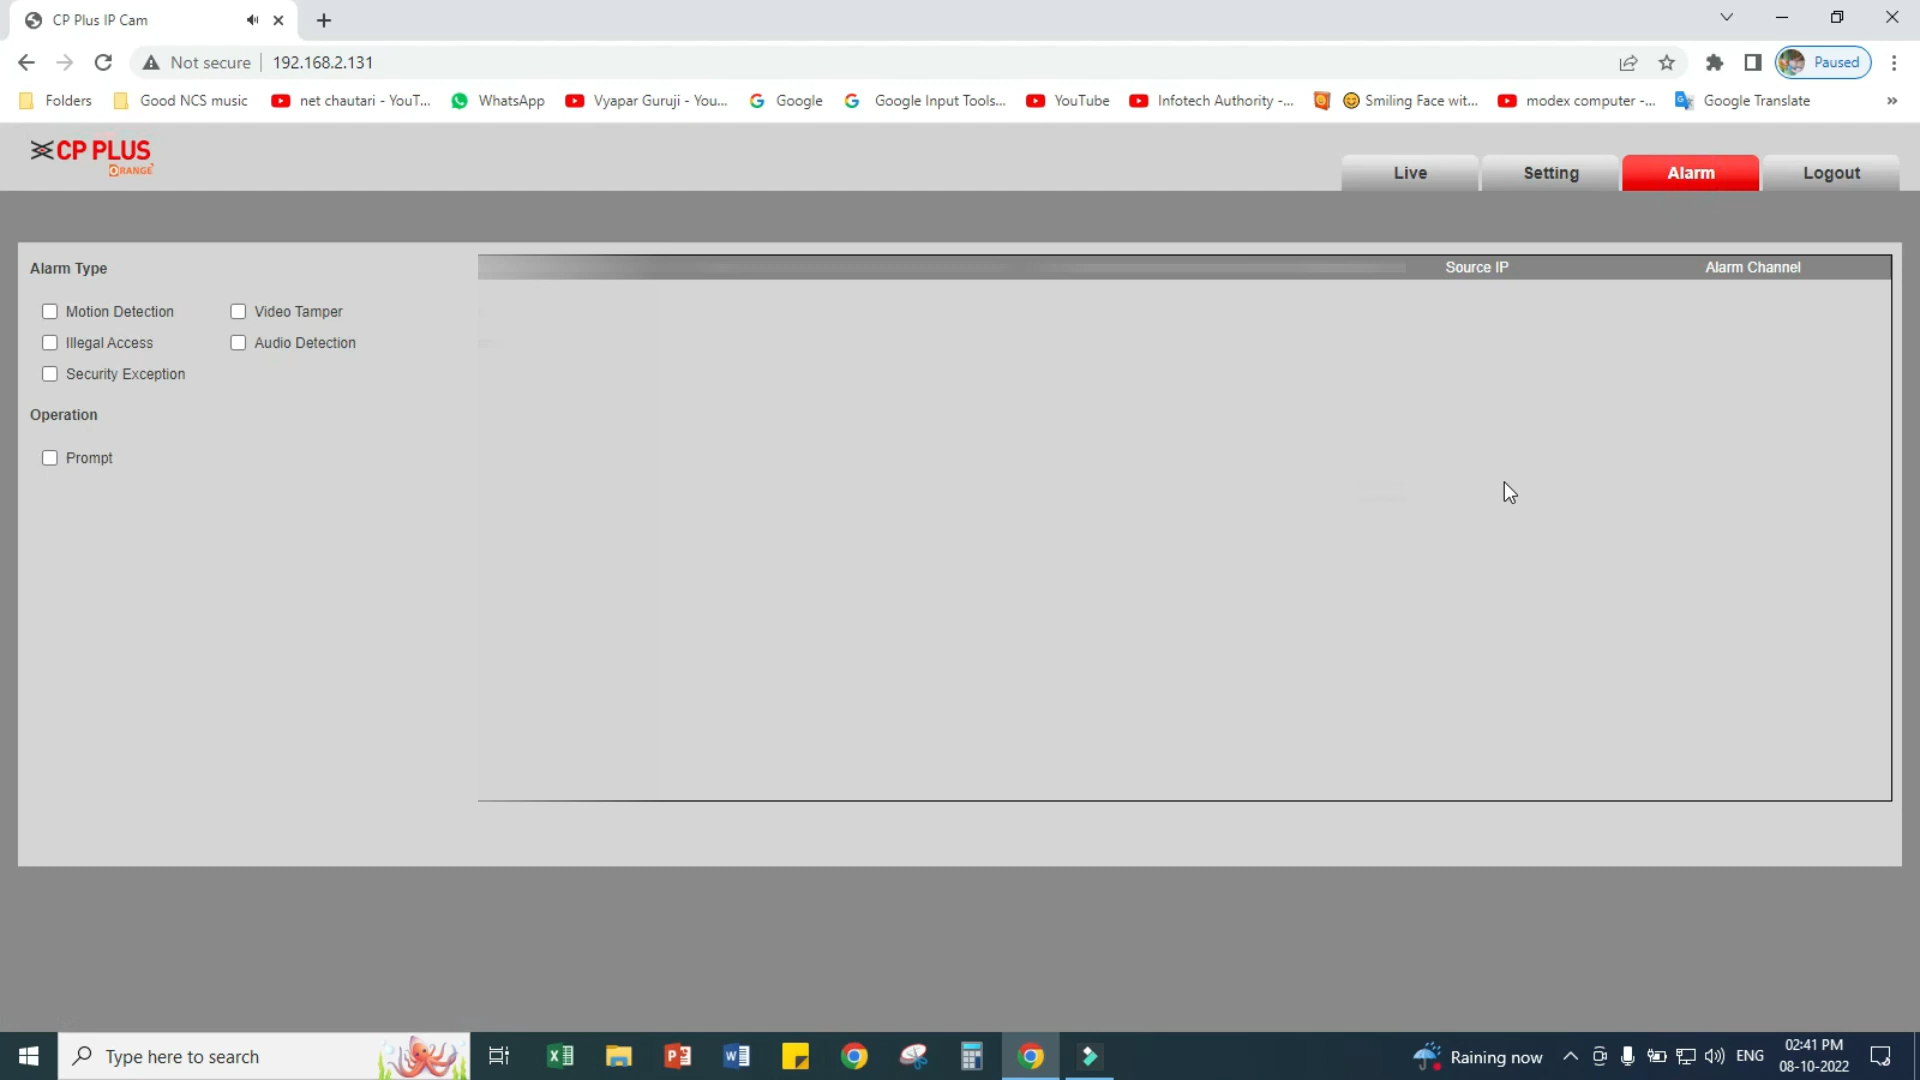 CP Plus IP Cam
Not secure 192.168.2.131 Paused
Folders Good NCS music net chautari - YouT... WhatsApp Vyapar Guruji - You... Google Google Input Tools... YouTube Infotech Authority -... Smiling Face wit... modex computer -... Google Translate »
CP PLUS
ORANGE
Live Setting Alarm Logout
Alarm Type Source IP Alarm Channel
Motion Detection Video Tamper
Illegal Access Audio Detection
Security Exception
Operation
Prompt
Type here to search Raining now ENG 02:41 PM
08-10-2022